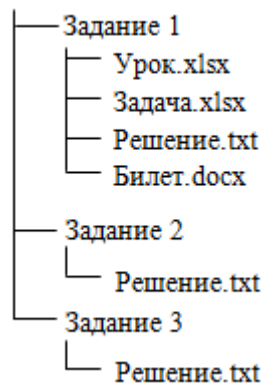 Задание 1
Урок.xlsx
Задача.xlsx
Решение.txt
Билет.docx
Задание 2
Решение.txt
Задание 3
Решение.txt